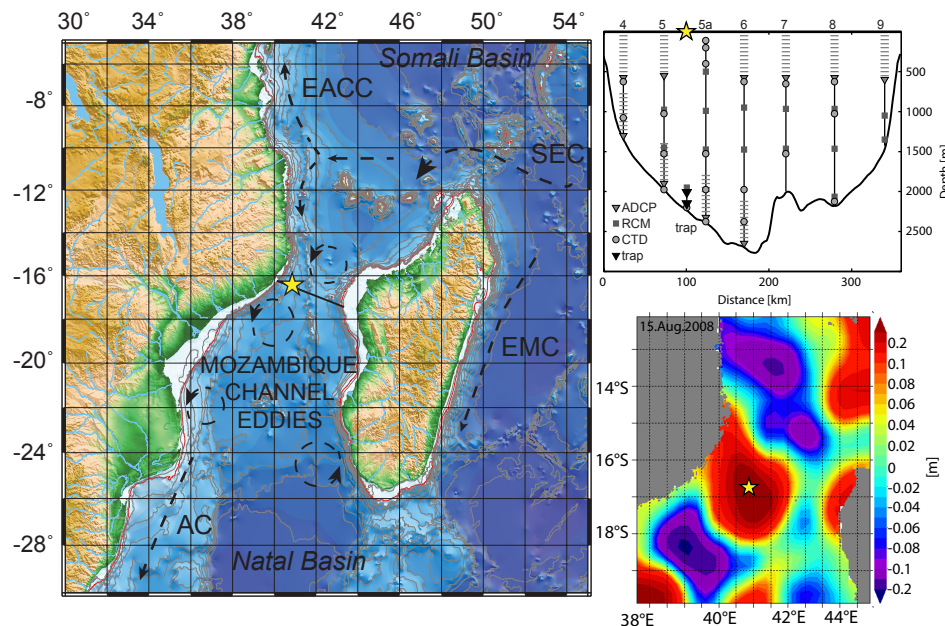 30° 34° 38° 42° 46° 50° 54°
-8°
-12°
-16°
-20°
-24°
-28°
Somali Basin
EACC
SEC
EMC
MOZAMBIQUE
CHANNEL
EDDIES
AC
Natal Basin
4 5 5a 6 7 8 9
500
1000
1500
2000
2500
Depth [m]
ADCP
RCM
CTD
trap
trap
0 100 200 300
Distance [km]
15.Aug.2008
14°S
16°S
18°S
38°E 40°E 42°E 44°E
0.2
0.1
0.08
0.06
0.04
0.02
0
-0.02
-0.04
-0.06
-0.08
-0.1
-0.2
[m]